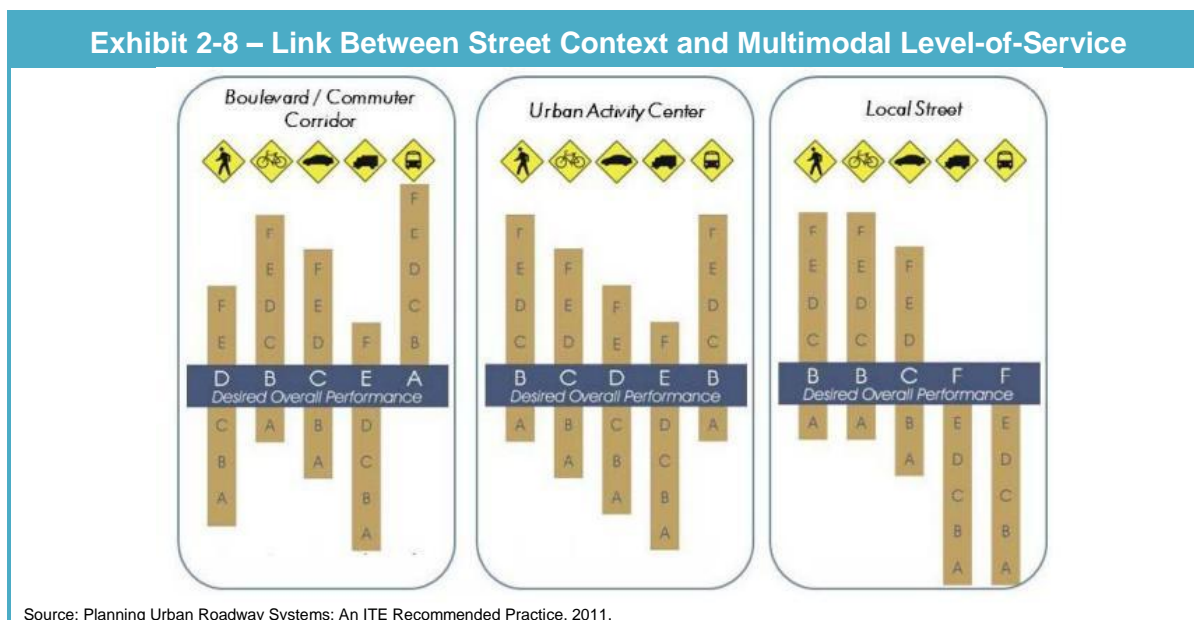 Exhibit 2-8 – Link Between Street Context and Multimodal Level-of-Service
Boulevard / Commuter
Corridor
F E
F E D C
F E D
F
F E D C B
D B C E A
Desired Overall Performance
C B A
A
B A
D C B A
Urban Activity Center
F E D C
F E D
F E
F
F E D C
B C D E B
Desired Overall Performance
A
B A
C B A
D C B A
A
Local Street
F E D C
F E D C
F E D
B B C F F
Desired Overall Performance
A
A
B A
E D C B A
E D C B A
Source: Planning Urban Roadway Systems: An ITE Recommended Practice, 2011.